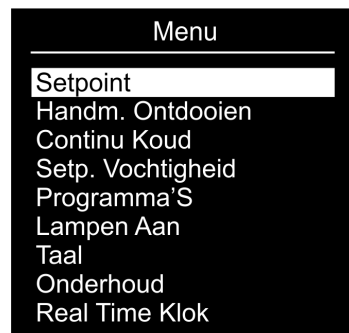 Menu
Setpoint
Handm. Ontdooien
Continu Koud
Setp. Vochtigheid
Programma'S
Lampen Aan
Taal
Onderhoud
Real Time Klok